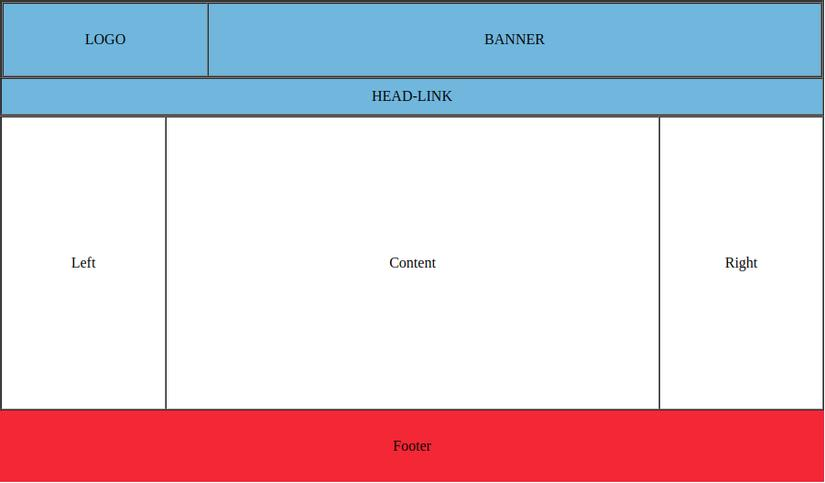 LOGO
BANNER
HEAD-LINK
Left
Content
Right
Footer